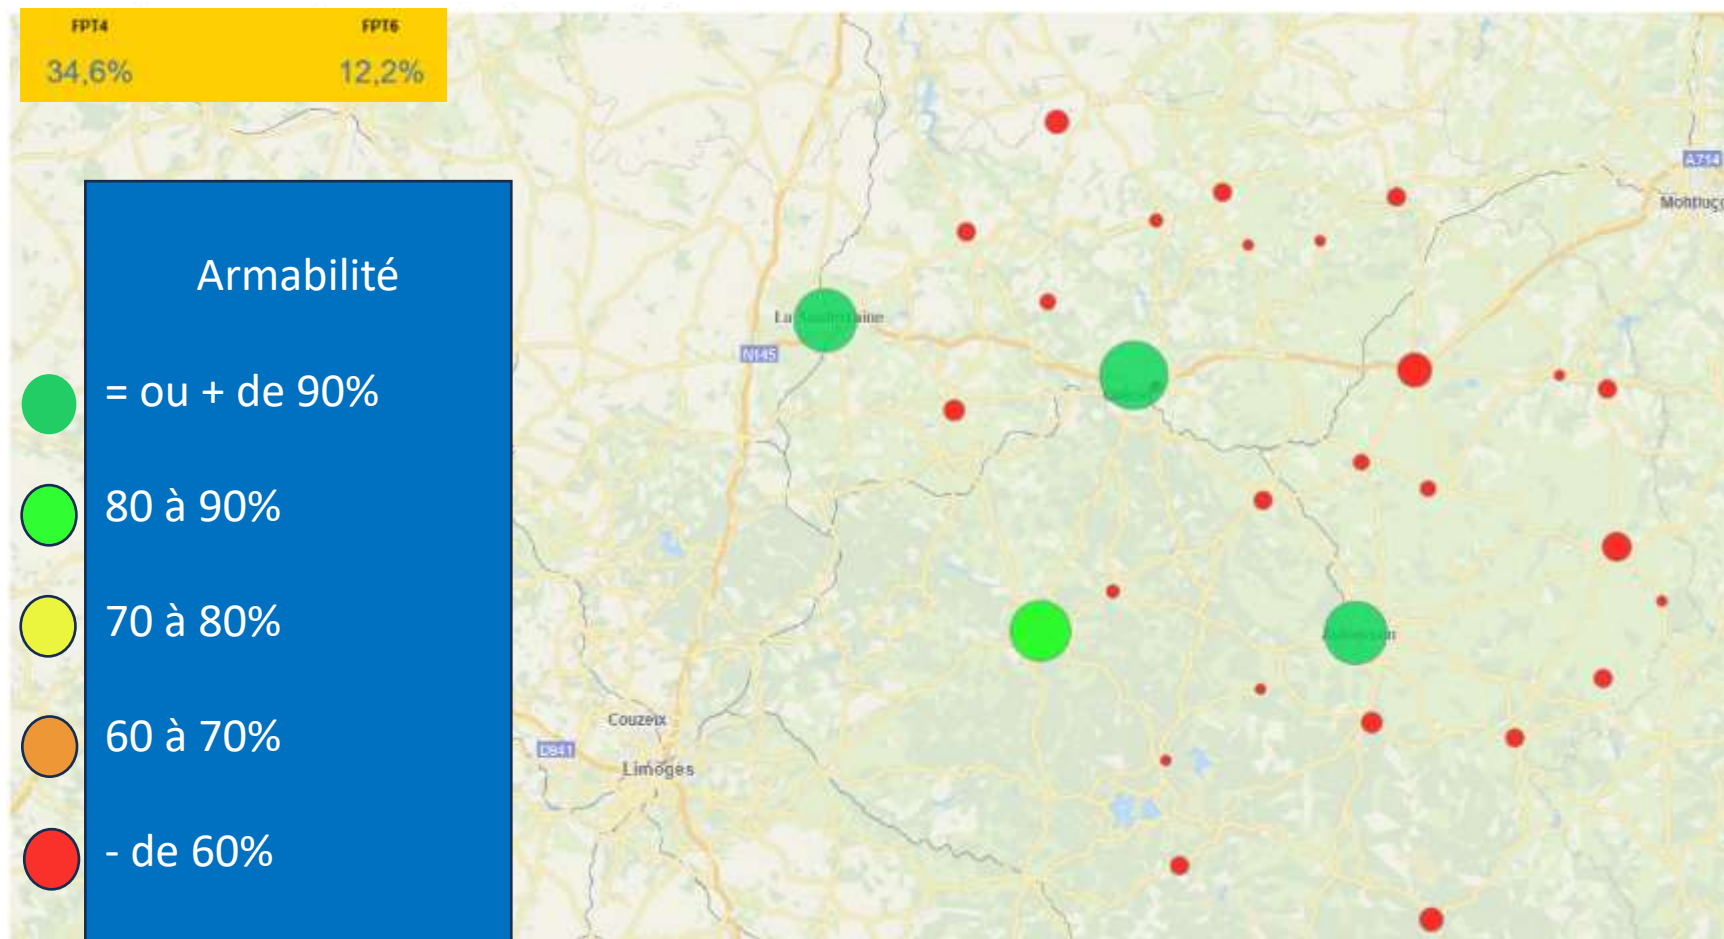 FPT4 FPT6
34,6% 12,2%
A714
Armabilité
N145
= ou + de 90%
80 à 90%
70 à 80%
Couzeix
60 à 70%
D941
Limoges
- de 60%